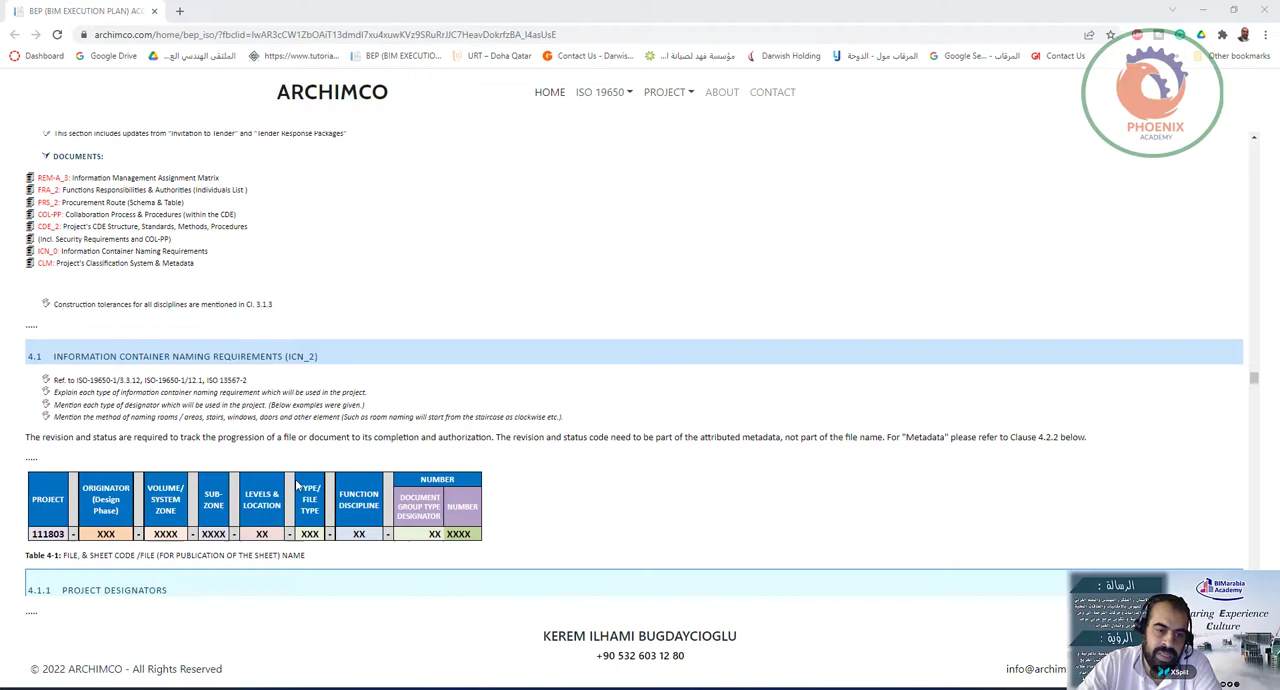 BEP (BIM EXECUTION PLAN) AC
archimco.com/home/bep_iso/?fbclid=IwAR3cCW1ZbOAiT13dmdI7xu4xuwKVz9SRuRrJJC7HeavDokrfzBA_l4asUsE
Dashboard
Google Drive
الملتقى الهندسي الع...
https://www.tutoria...
BEP (BIM EXECUTIO...
URT – Doha Qatar
Contact Us - Darwis...
مؤسسة فهد لصيانة ا...
Darwish Holding
المرقاب مول - الدوحة
Google Se... - المرقاب
Contact Us
Other bookmarks
ARCHIMCO
HOME ISO 19650 PROJECT ABOUT CONTACT
PHOENIX
ACADEMY
This section includes updates from "Invitation to Tender" and "Tender Response Packages"
DOCUMENTS:
REM-A_3: Information Management Assignment Matrix
FRA_2: Functions Responsibilities & Authorities (Individuals List )
PRS_2: Procurement Route (Schema & Table)
COL-PP: Collaboration Process & Procedures (within the CDE)
CDE_2: Project's CDE Structure, Standards, Methods, Procedures
(Incl. Security Requirements and COL-PP)
ICN_0: Information Container Naming Requirements
CLM: Project's Classification System & Metadata
Construction tolerances for all disciplines are mentioned in Cl. 3.1.3
.....
4.1 INFORMATION CONTAINER NAMING REQUIREMENTS (ICN_2)
Ref. to ISO-19650-1/3.3.12, ISO-19650-1/12.1, ISO 13567-2
Explain each type of information container naming requirement which will be used in the project.
Mention each type of designator which will be used in the project. (Below examples were given.)
Mention the method of naming rooms / areas, stairs, windows, doors and other element (Such as room naming will start from the staircase as clockwise etc.).
The revision and status are required to track the progression of a file or document to its completion and authorization. The revision and status code need to be part of the attributed metadata, not part of the file name. For "Metadata" please refer to Clause 4.2.2 below.
.....
PROJECT
ORIGINATOR
(Design
Phase)
VOLUME/
SYSTEM
ZONE
SUB-
ZONE
LEVELS &
LOCATION
TYPE/
FILE
TYPE
FUNCTION
DISCIPLINE
NUMBER
DOCUMENT
GROUP TYPE
DESIGNATOR
NUMBER
111803 - XXX - XXXX - XXXX - XX - XXX - XX - XX XXXX
Table 4-1: FILE, & SHEET CODE /FILE (FOR PUBLICATION OF THE SHEET) NAME
4.1.1 PROJECT DESIGNATORS
.....
KEREM ILHAMI BUGDAYCIOGLU
+90 532 603 12 80
© 2022 ARCHIMCO - All Rights Reserved
info@archim
الرسالة :
الرؤية :
BIMarabia
Academy
aring Experience
Culture
XSplit